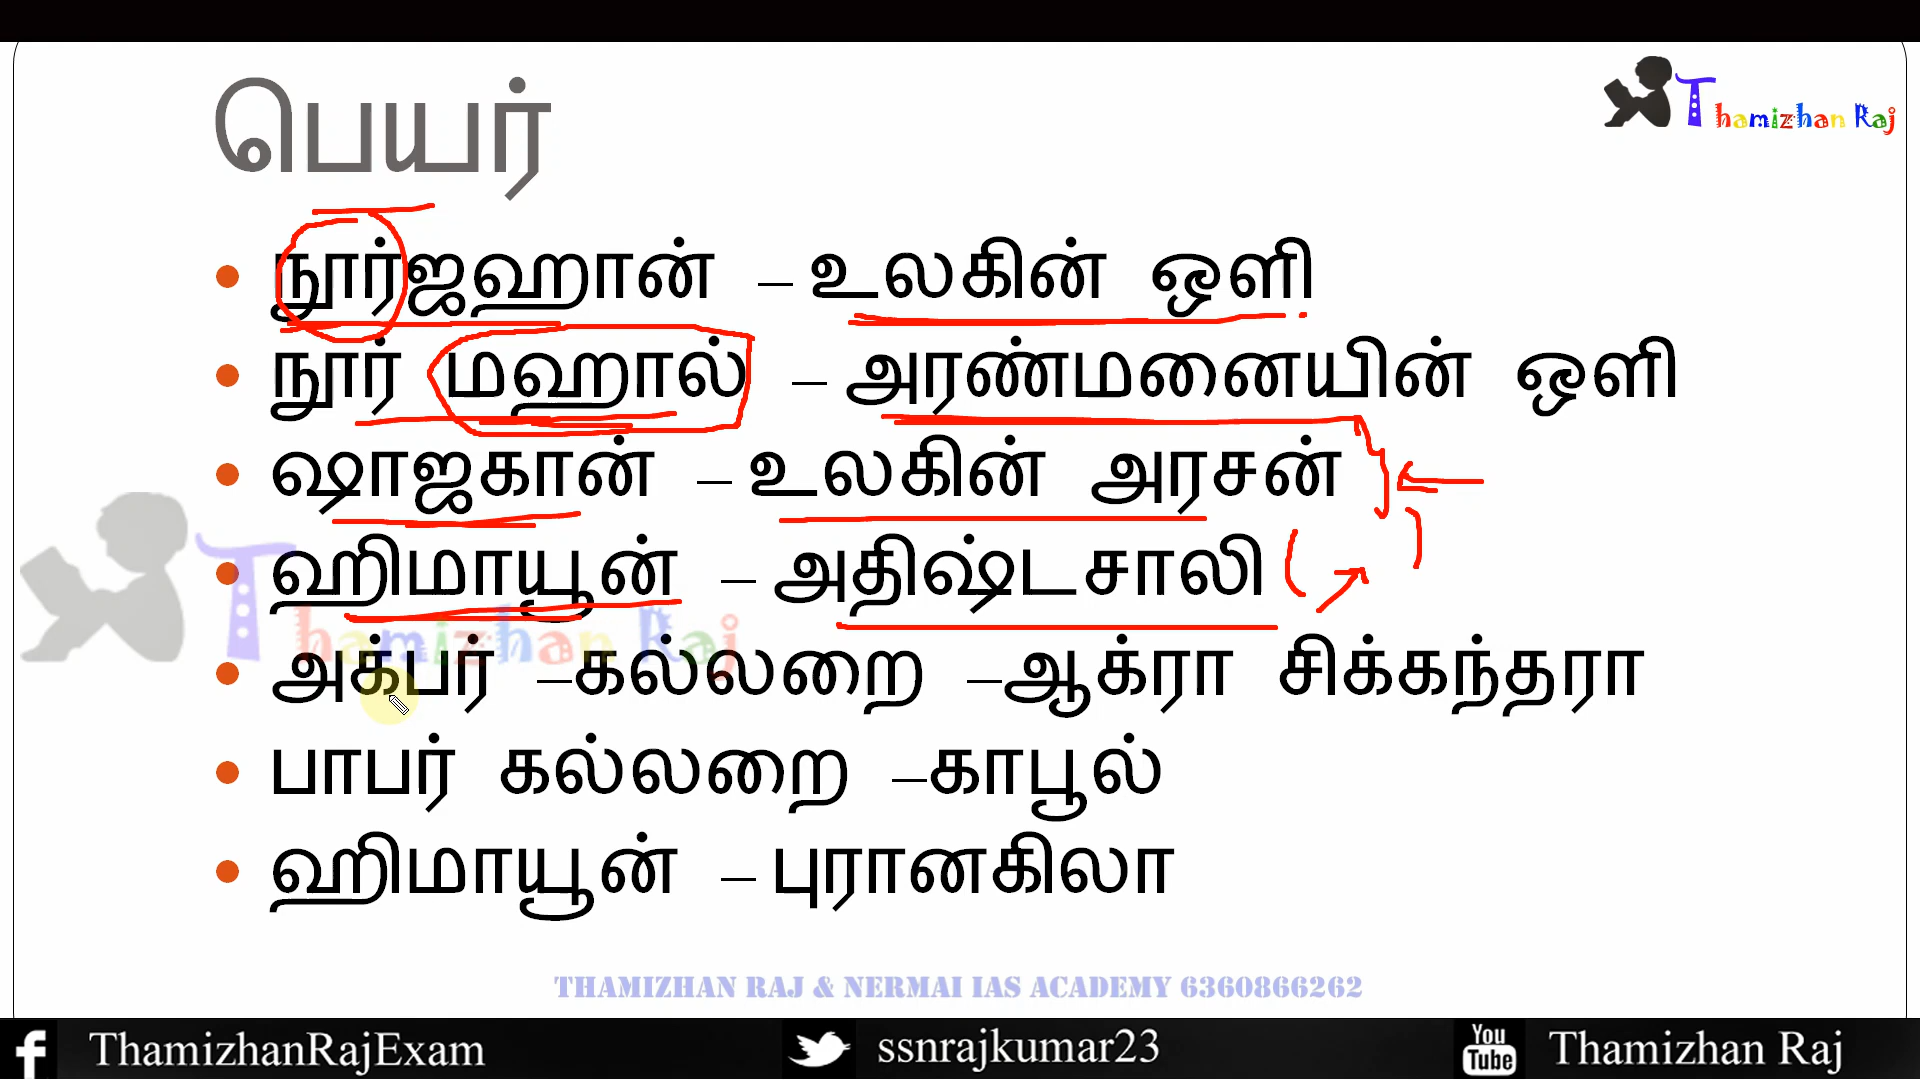 பெயர்
Thamizhan Raj
நூர்ஜஹான் – உலகின் ஒளி
நூர் மஹால் – அரண்மனையின் ஒளி
ஷாஜகான் – உலகின் அரசன்
ஹிமாயூன் – அதிஷ்டசாலி
Thamizhan Raj
அக்பர் –கல்லறை –ஆக்ரா சிக்கந்தரா
பாபர் கல்லறை –காபூல்
ஹிமாயூன் – புரானகிலா
THAMIZHAN RAJ & NERMAI IAS ACADEMY 6360866262
ThamizhanRajExam ssnrajkumar23 You Tube Thamizhan Raj